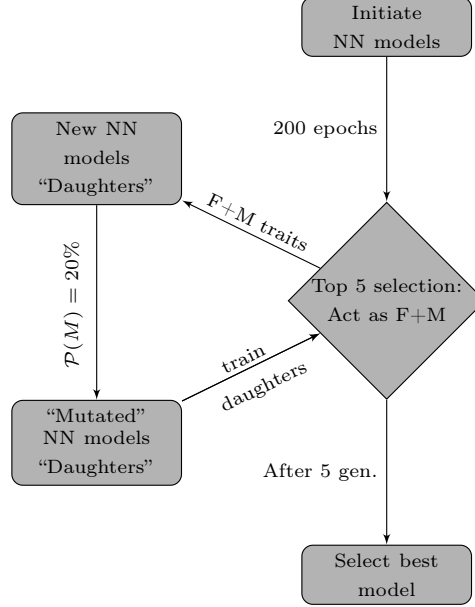 Initiate
NN models
200 epochs
New NN
models
“Daughters”
F+M traits
Top 5 selection:
Act as F+M
𝒫(M) = 20%
train
daughters
“Mutated”
NN models
“Daughters”
After 5 gen.
Select best
model